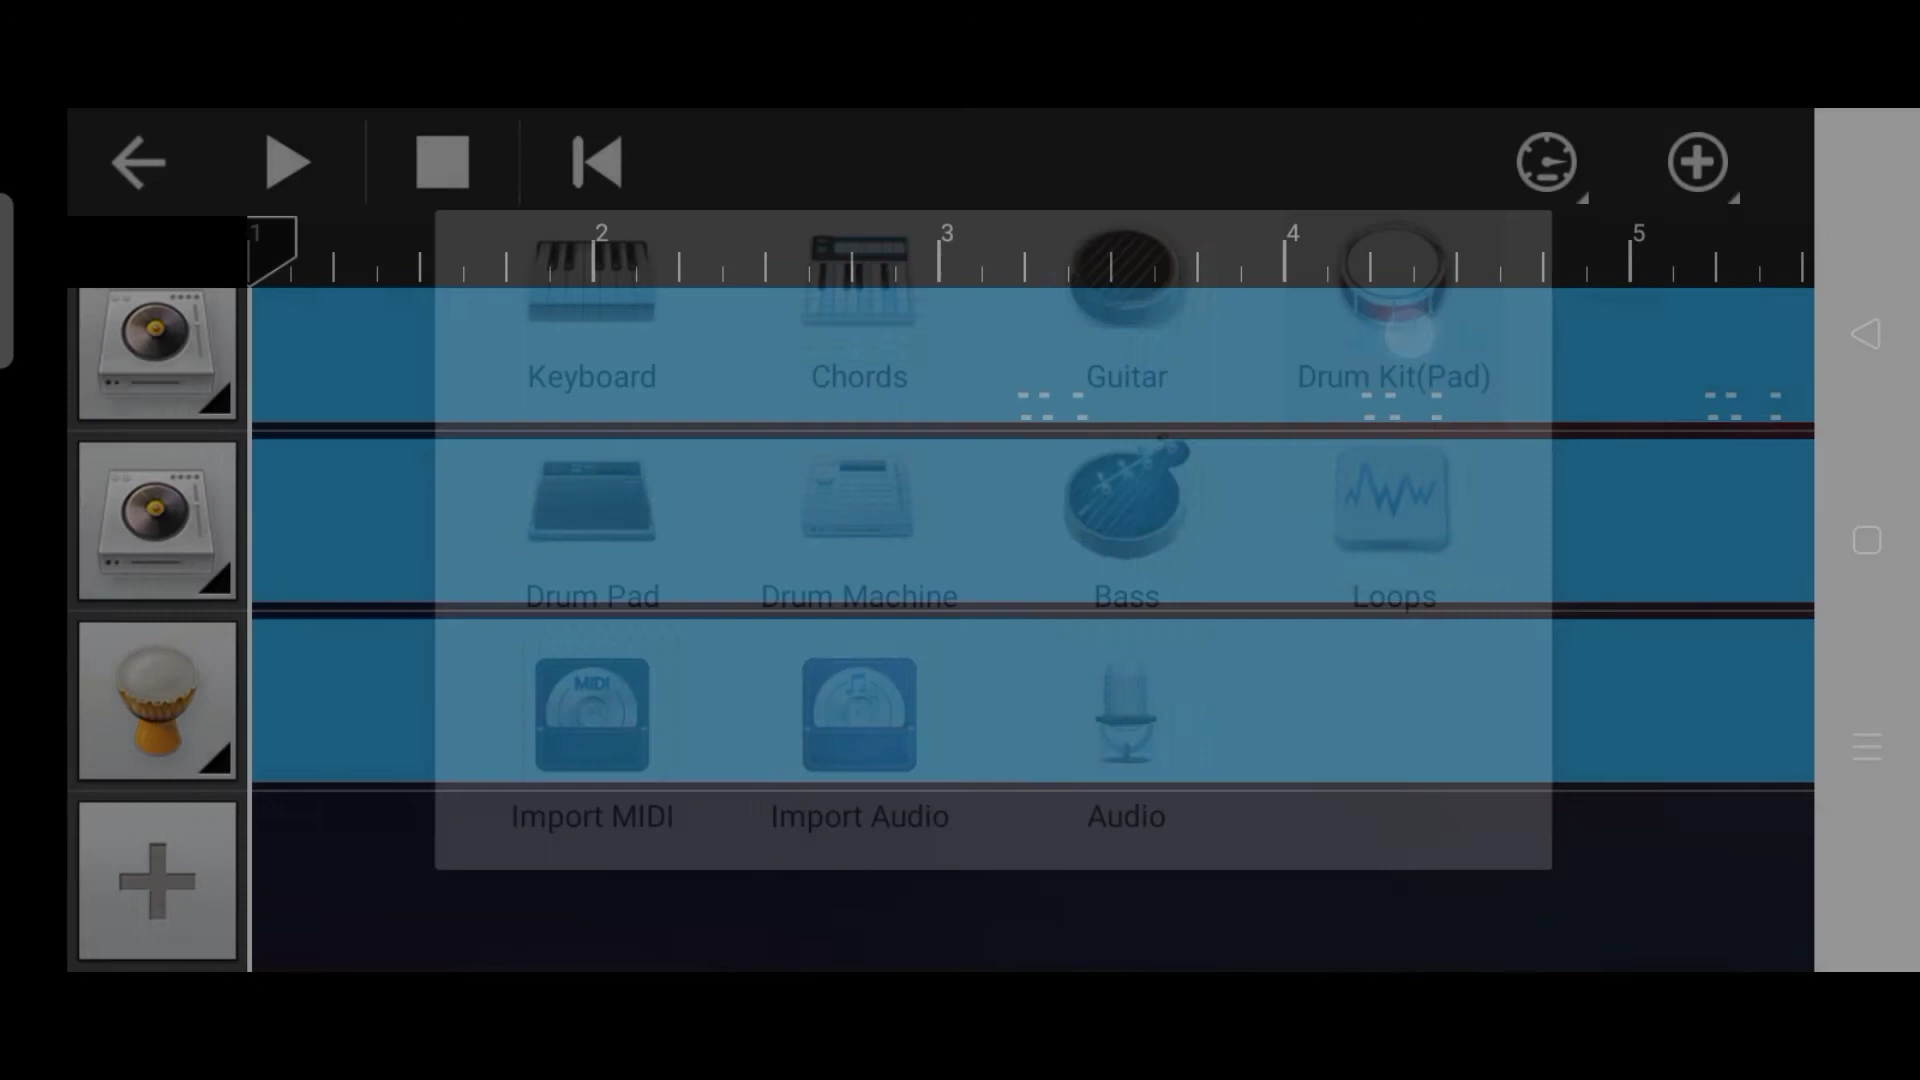 1 2 3 4 5
Keyboard Chords Guitar Drum Kit(Pad)
Drum Pad Drum Machine Bass Loops
MIDI
Import MIDI Import Audio Audio